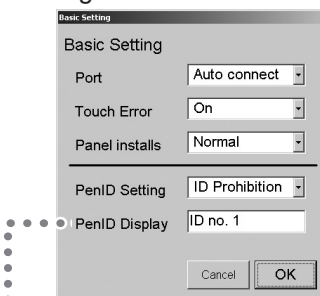 Basic Setting
Basic Setting
Port Auto connect
Touch Error On
Panel installs Normal
PenID Setting ID Prohibition
PenID Display ID no. 1
Cancel OK